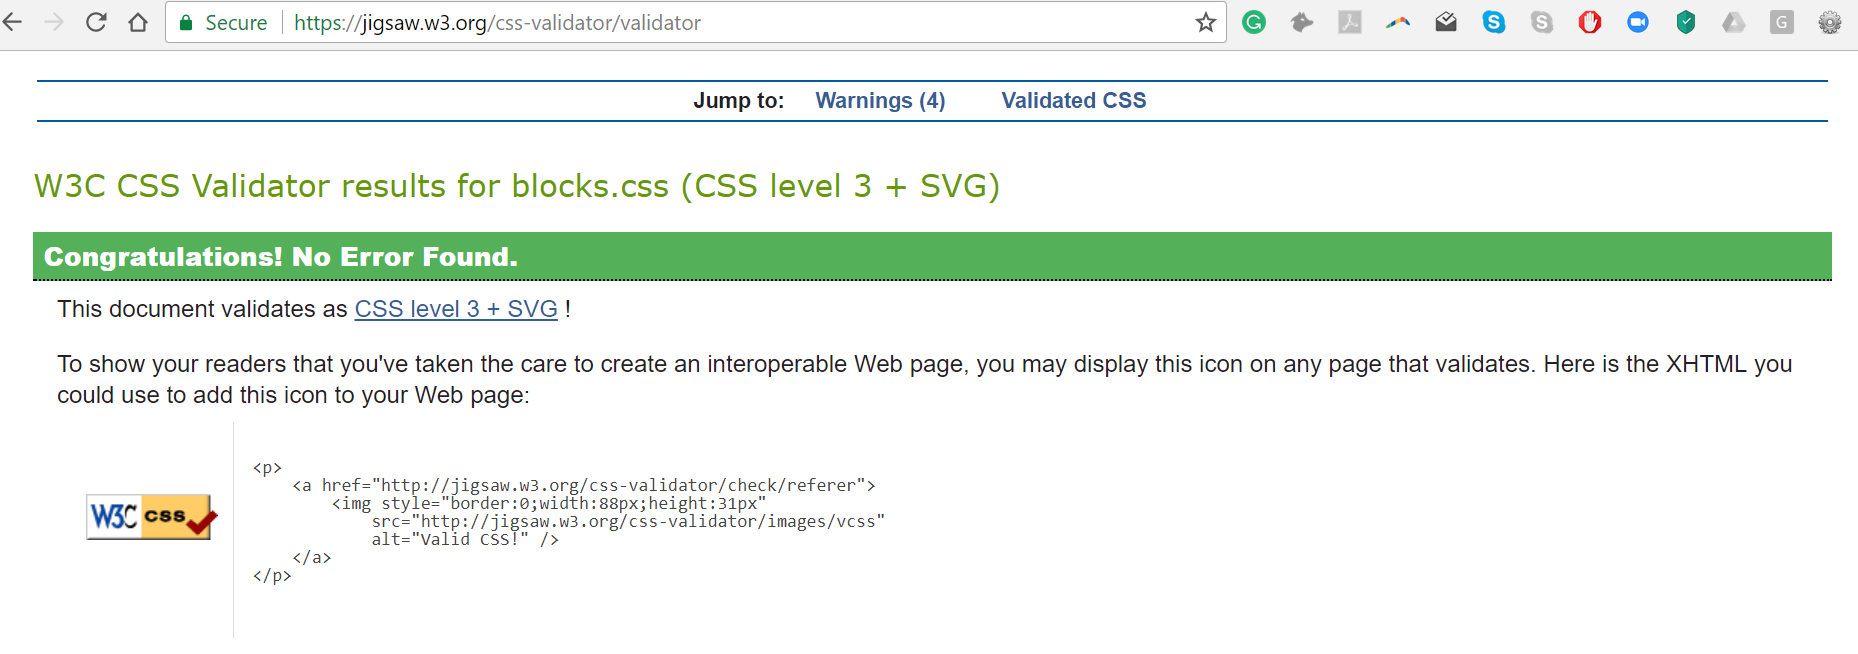 Secure https://jigsaw.w3.org/css-validator/validator
Jump to: Warnings (4) Validated CSS
W3C CSS Validator results for blocks.css (CSS level 3 + SVG)
Congratulations! No Error Found.
This document validates as CSS level 3 + SVG !
To show your readers that you've taken the care to create an interoperable Web page, you may display this icon on any page that validates. Here is the XHTML you
could use to add this icon to your Web page:
<p>
<a href="http://jigsaw.w3.org/css-validator/check/referer">
<img style="border:0;width:88px;height:31px"
src="http://jigsaw.w3.org/css-validator/images/vcss"
alt="Valid CSS!" />
</a>
</p>
W3C css